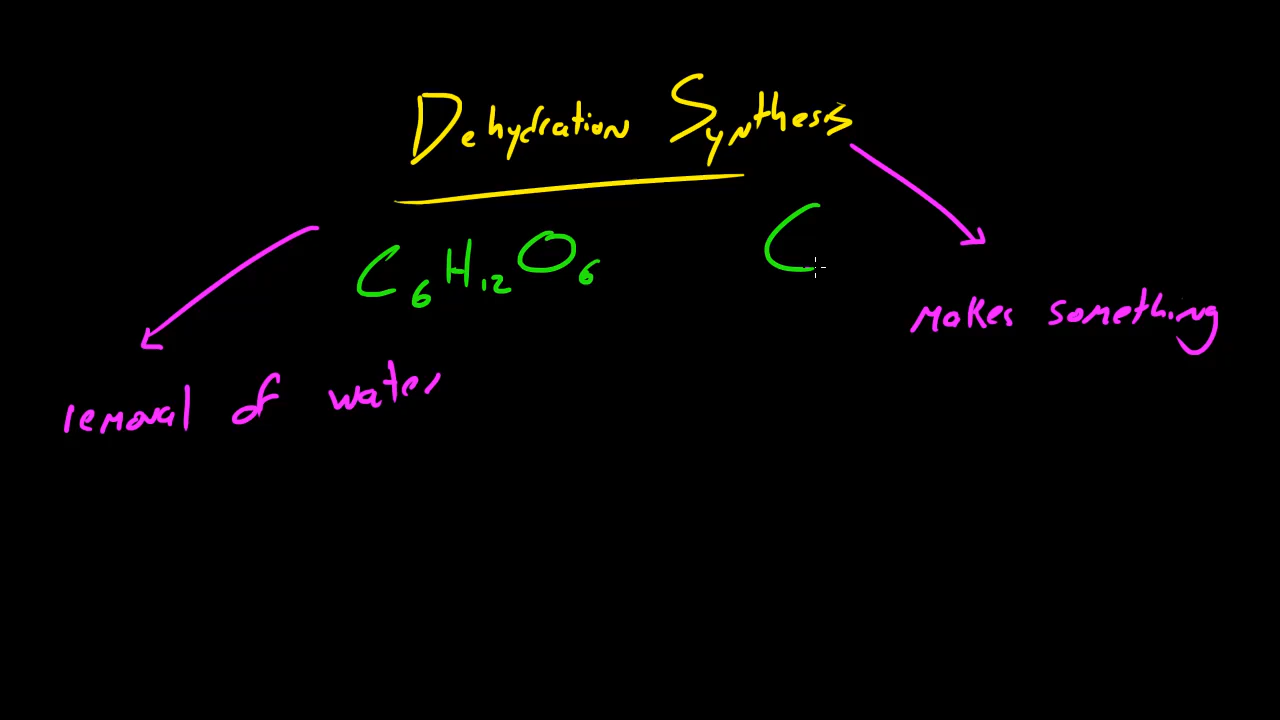 Dehydration Synthesis
C6H12O6 C
makes something
removal of water